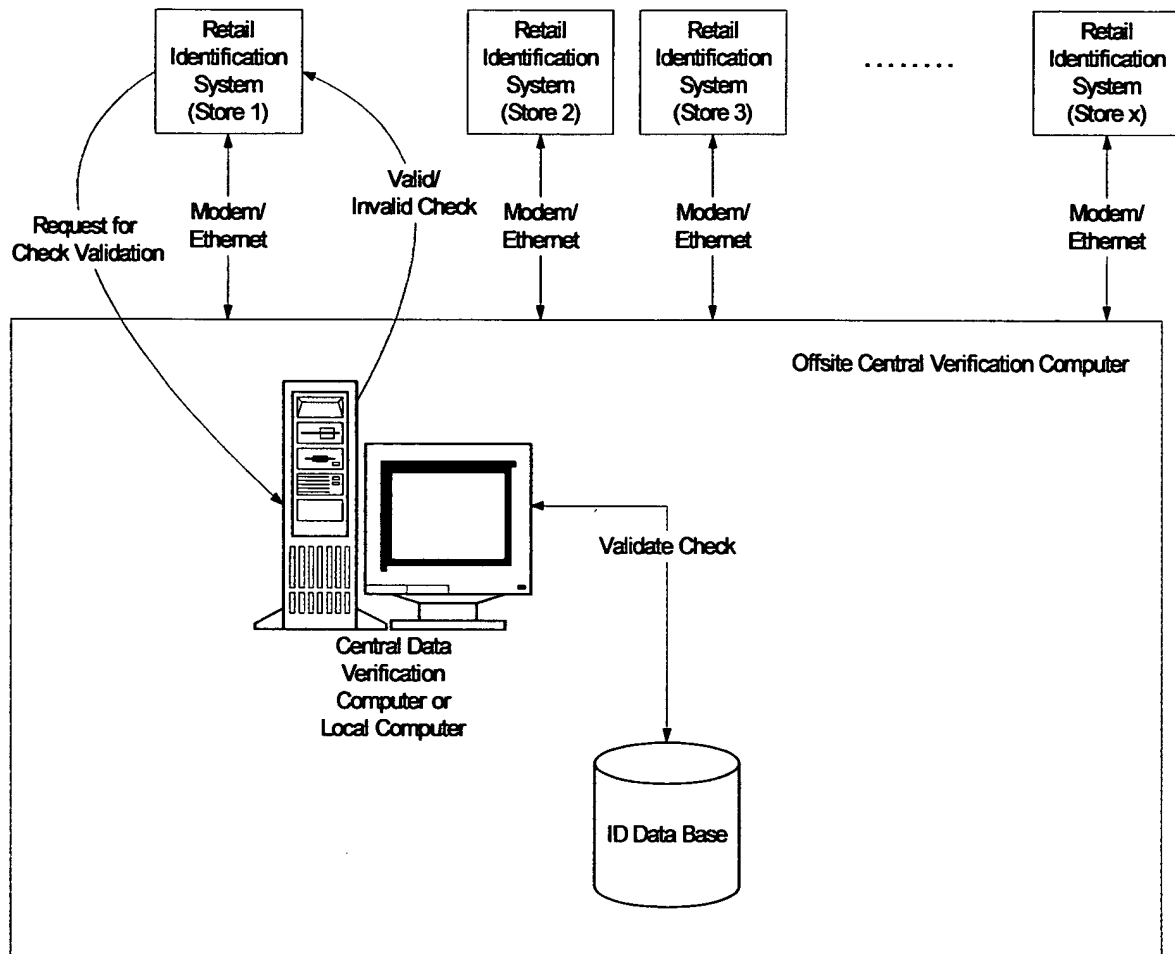 Retail
Identification
System
(Store 1)
Retail
Identification
System
(Store 2)
Retail
Identification
System
(Store 3)
. . . . . . . .
Retail
Identification
System
(Store x)
Request for
Check Validation
Modem/
Ethernet
Valid/
Invalid Check
Modem/
Ethernet
Modem/
Ethernet
Modem/
Ethernet
Offsite Central Verification Computer
Validate Check
Central Data
Verification
Computer or
Local Computer
ID Data Base